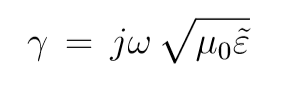 γ = jω √(μ₀ε̃)